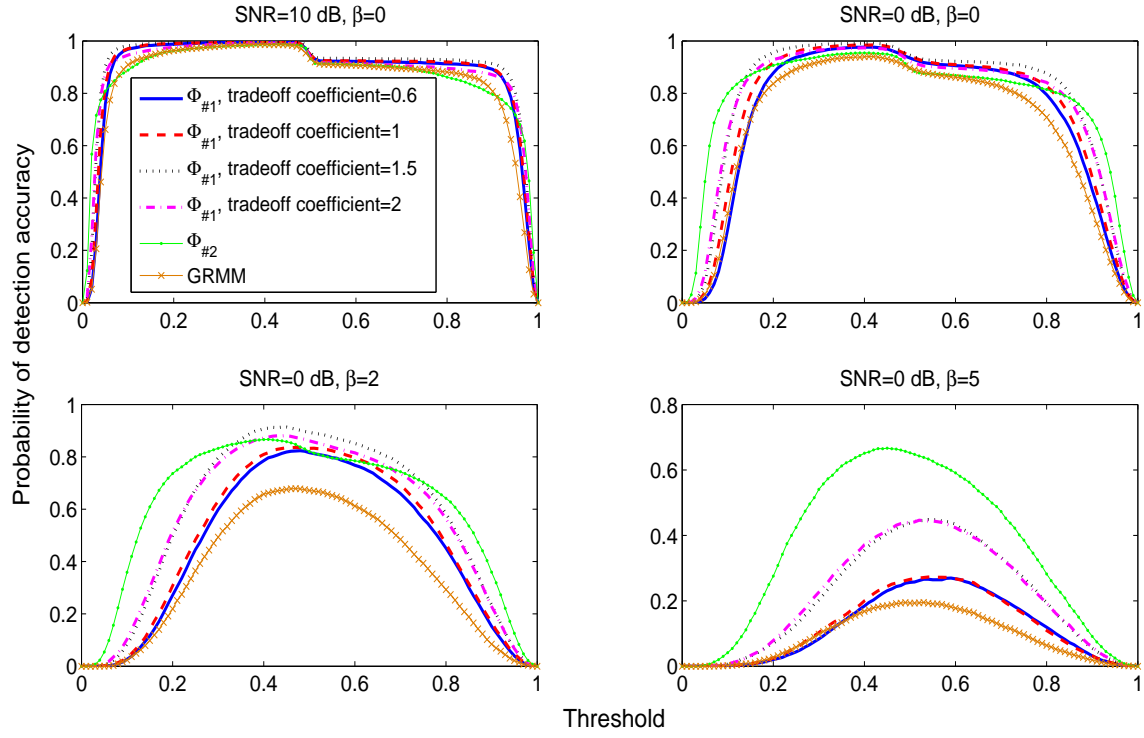 SNR=10 dB, β=0
SNR=0 dB, β=0
1
0.8
0.6
0.4
0.2
0
0 0.2 0.4 0.6 0.8 1
Φ#1, tradeoff coefficient=0.6
Φ#1, tradeoff coefficient=1
Φ#1, tradeoff coefficient=1.5
Φ#1, tradeoff coefficient=2
Φ#2
GRMM
1
0.8
0.6
0.4
0.2
0
0 0.2 0.4 0.6 0.8 1
Probability of detection accuracy
SNR=0 dB, β=2
SNR=0 dB, β=5
1
0.8
0.6
0.4
0.2
0
0 0.2 0.4 0.6 0.8 1
0.8
0.6
0.4
0.2
0
0 0.2 0.4 0.6 0.8 1
Threshold